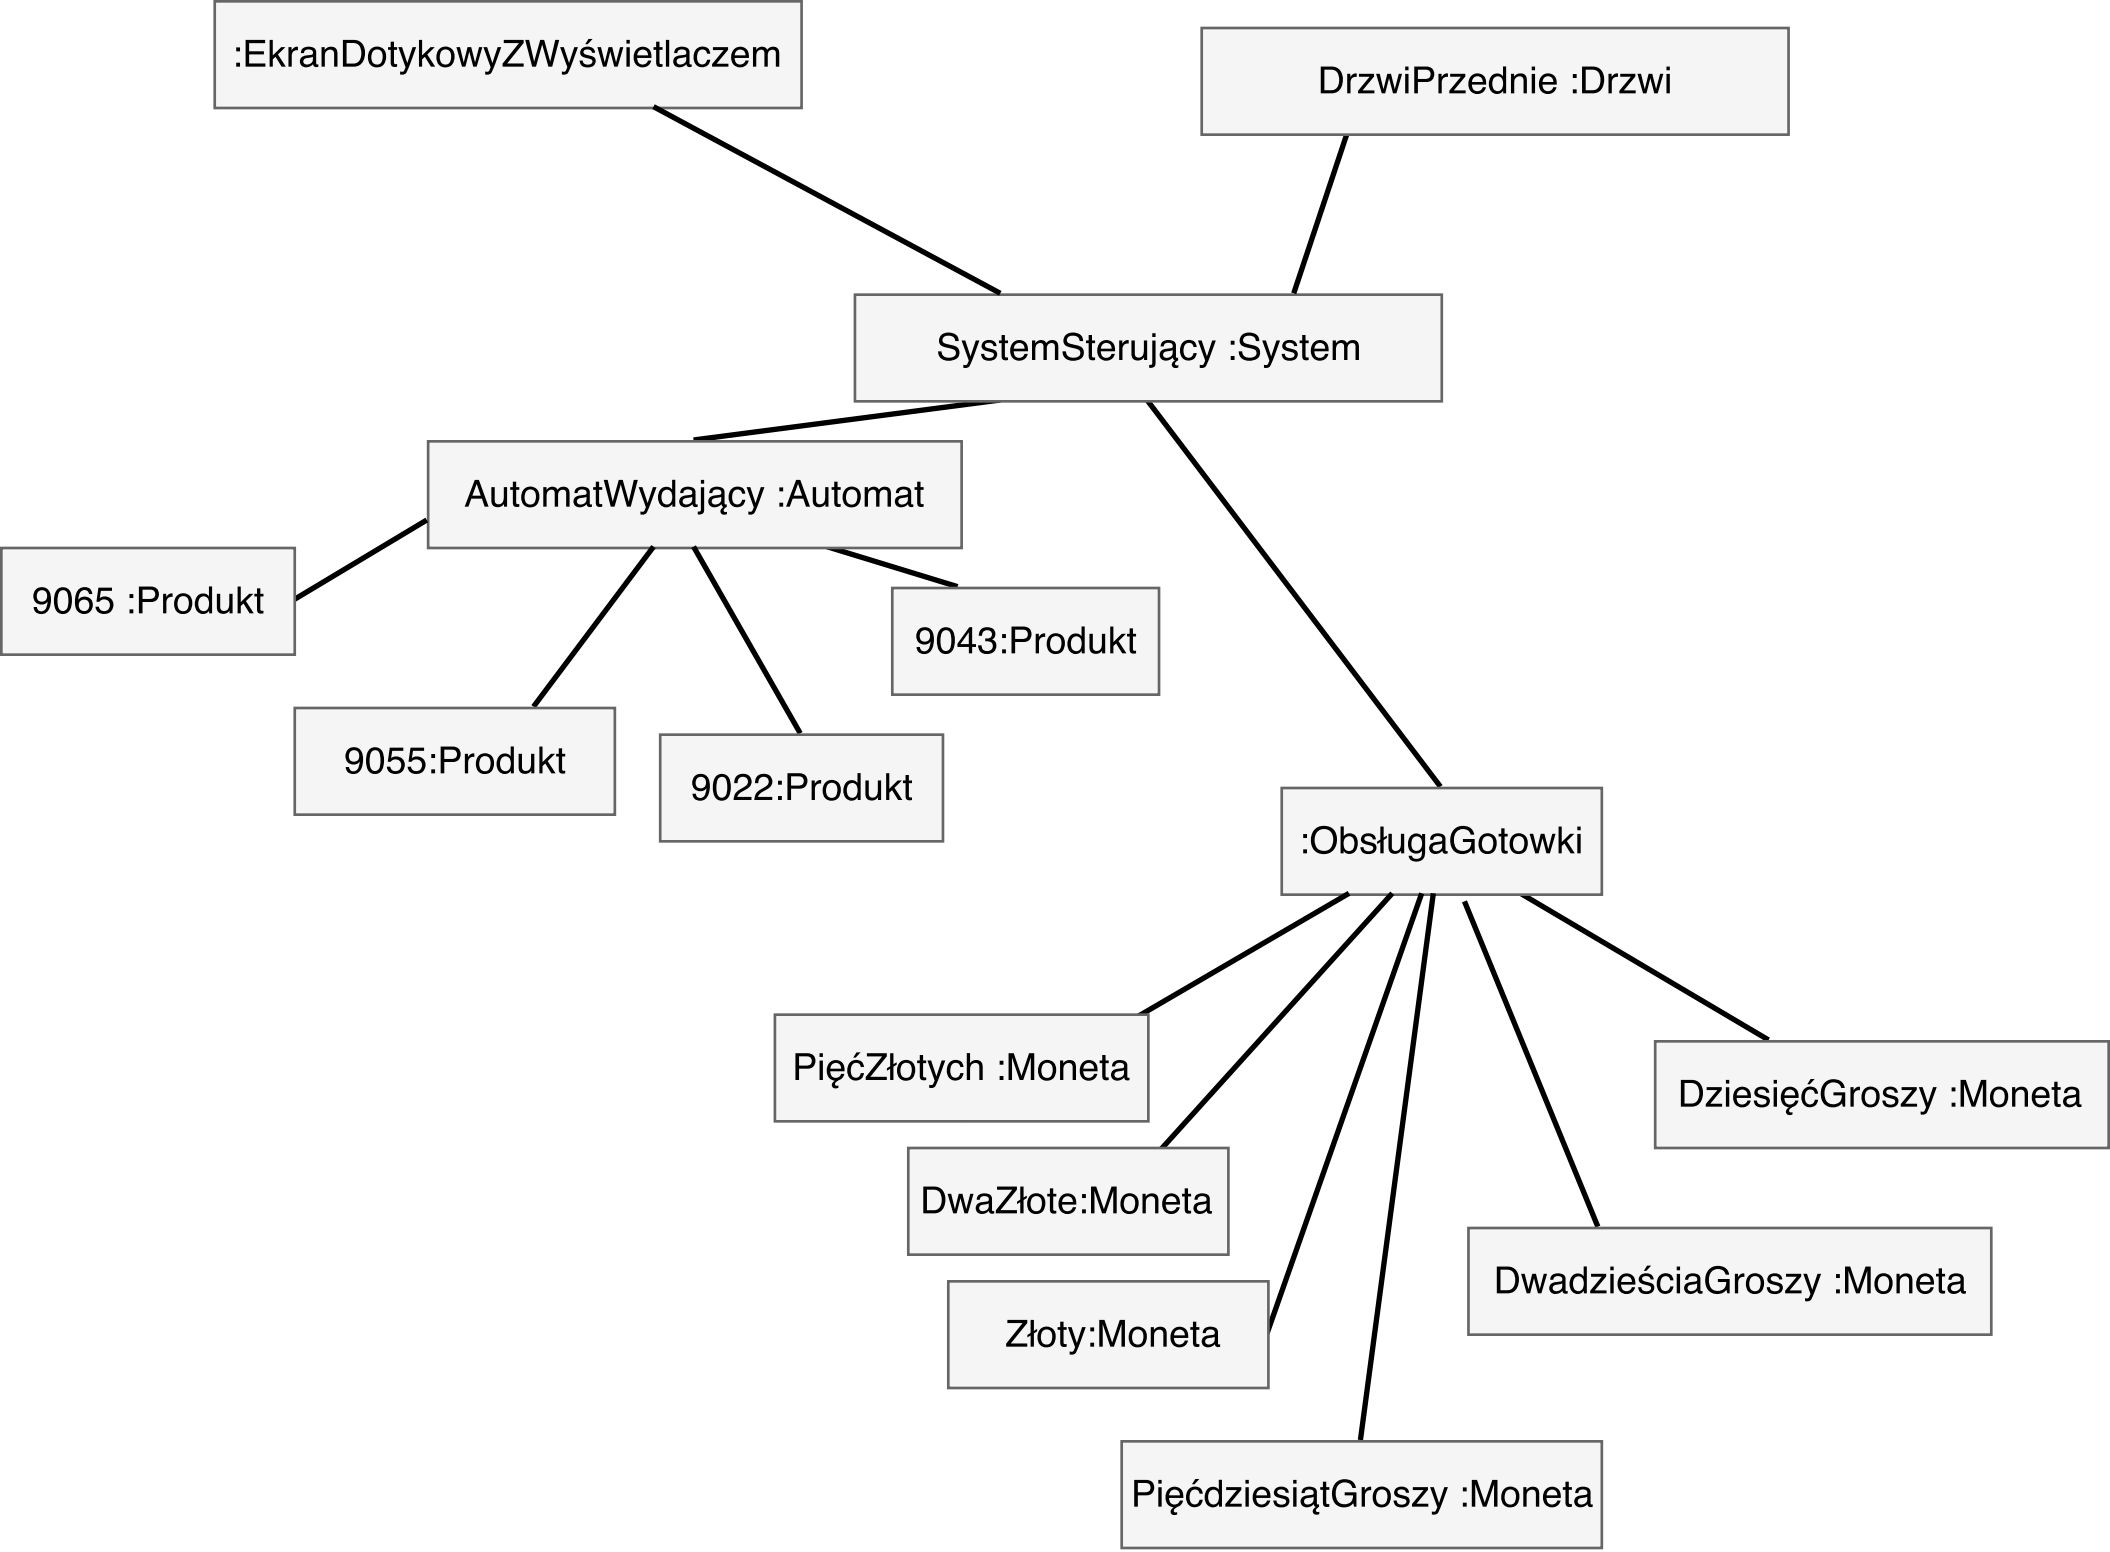 :EkranDotykowyZWyświetlaczem
DrzwiPrzednie :Drzwi
SystemSterujący :System
AutomatWydający :Automat
9065 :Produkt
9043:Produkt
9055:Produkt
9022:Produkt
:ObsługaGotowki
PięćZłotych :Moneta
DziesięćGroszy :Moneta
DwaZłote:Moneta
DwadzieściaGroszy :Moneta
Złoty:Moneta
PięćdziesiątGroszy :Moneta